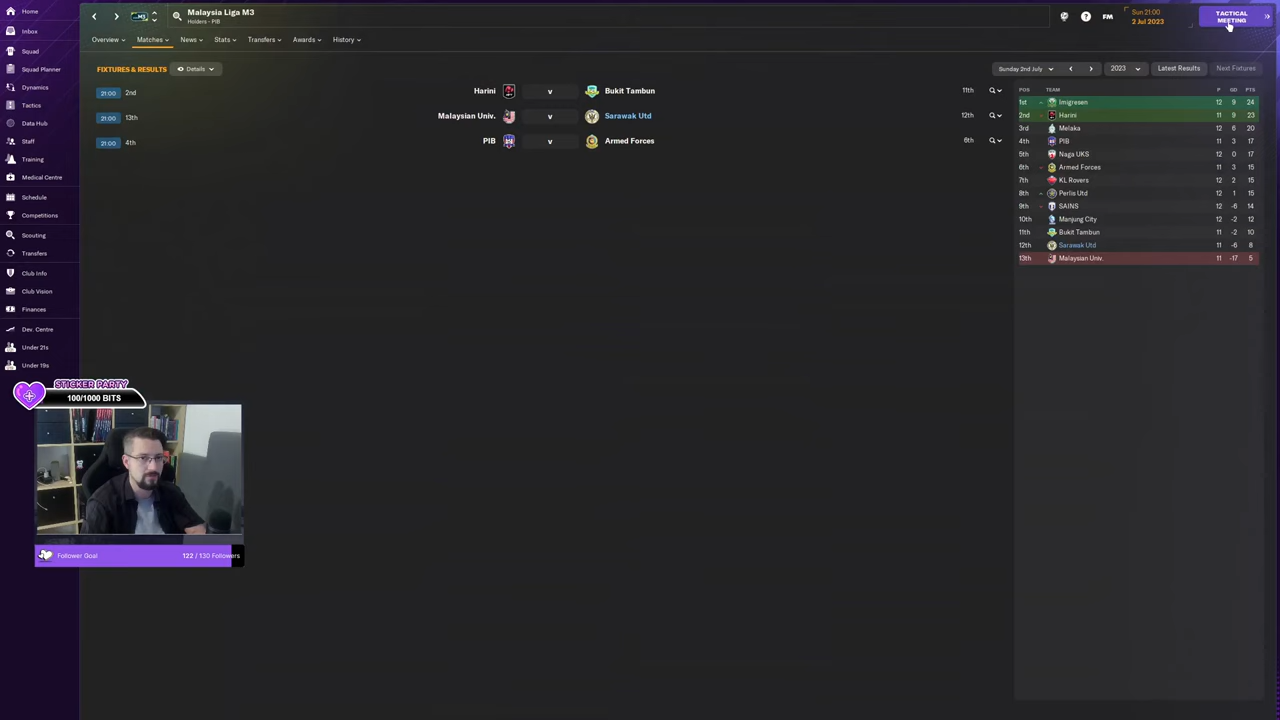 Malaysia Liga M3
Holders - PIB
FM
Sun 21:00
2 Jul 2023
TACTICAL
MEETING
Home
Inbox
Squad
Squad Planner
Dynamics
Tactics
Data Hub
Staff
Training
Medical Centre
Schedule
Competitions
Scouting
Transfers
Club Info
Club Vision
Finances
Dev. Centre
Under 21s
Under 19s
Overview Matches News Stats Transfers Awards History
FIXTURES & RESULTS Details
Sunday 2nd July 2023 Latest Results Next Fixtures
21:00 2nd Harini v Bukit Tambun 11th
21:00 13th Malaysian Univ. v Sarawak Utd 12th
21:00 4th PIB v Armed Forces 6th
POS TEAM P GD PTS
1st Imigresen 12 9 24
2nd Harini 11 9 23
3rd Melaka 12 6 20
4th PIB 11 3 17
5th Naga UKS 12 0 17
6th Armed Forces 11 3 15
7th KL Rovers 12 2 15
8th Perlis Utd 12 1 15
9th SAINS 12 -6 14
10th Manjung City 12 -2 12
11th Bukit Tambun 11 -2 10
12th Sarawak Utd 11 -6 8
13th Malaysian Univ. 11 -17 5
STICKER PARTY
100/1000 BITS
Follower Goal 122 / 130 Followers